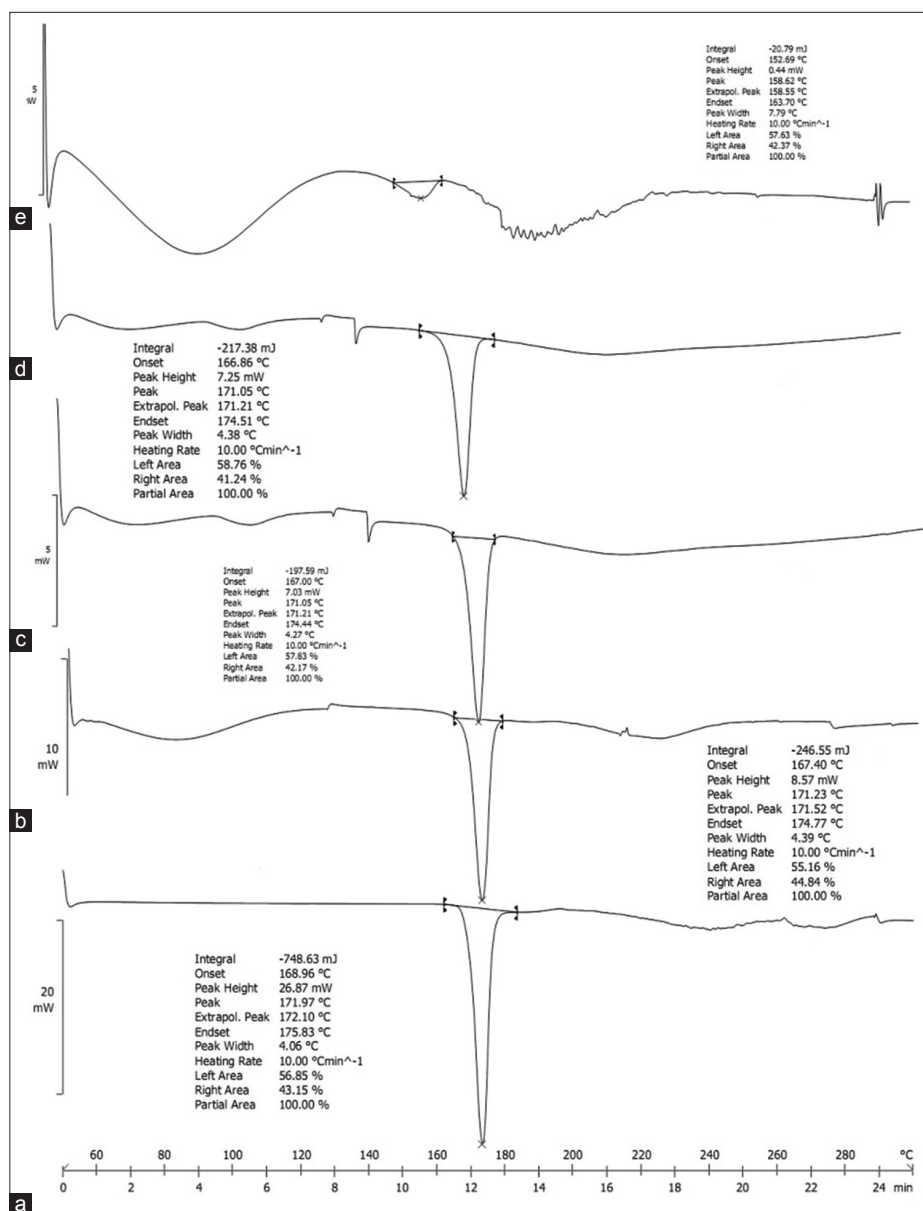 Integral -20.79 mJ
Onset 152.69 °C
Peak Height 0.44 mW
Peak 158.62 °C
Extrapol. Peak 158.55 °C
Endset 163.70 °C
Peak Width 7.79 °C
Heating Rate 10.00 °Cmin^-1
Left Area 57.63 %
Right Area 42.37 %
Partial Area 100.00 %
5
e
Integral -217.38 mJ
Onset 166.86 °C
Peak Height 7.25 mW
Peak 171.05 °C
Extrapol. Peak 171.21 °C
Endset 174.51 °C
Peak Width 4.38 °C
Heating Rate 10.00 °Cmin^-1
Left Area 58.76 %
Right Area 41.24 %
Partial Area 100.00 %
d
5
mW
Integral -197.59 mJ
Onset 167.00 °C
Peak Height 7.03 mW
Peak 171.05 °C
Extrapol. Peak 171.21 °C
Endset 174.44 °C
Peak Width 4.27 °C
Heating Rate 10.00 °Cmin^-1
Left Area 57.83 %
Right Area 42.17 %
Partial Area 100.00 %
c
10
mW
Integral -246.55 mJ
Onset 167.40 °C
Peak Height 8.57 mW
Peak 171.23 °C
Extrapol. Peak 171.52 °C
Endset 174.77 °C
Peak Width 4.39 °C
Heating Rate 10.00 °Cmin^-1
Left Area 55.16 %
Right Area 44.84 %
Partial Area 100.00 %
b
20
mW
Integral -748.63 mJ
Onset 168.96 °C
Peak Height 26.87 mW
Peak 171.97 °C
Extrapol. Peak 172.10 °C
Endset 175.83 °C
Peak Width 4.06 °C
Heating Rate 10.00 °Cmin^-1
Left Area 56.85 %
Right Area 43.15 %
Partial Area 100.00 %
60 80 100 120 140 160 180 200 220 240 260 280 °C
0 2 4 6 8 10 12 14 16 18 20 22 24 min
a